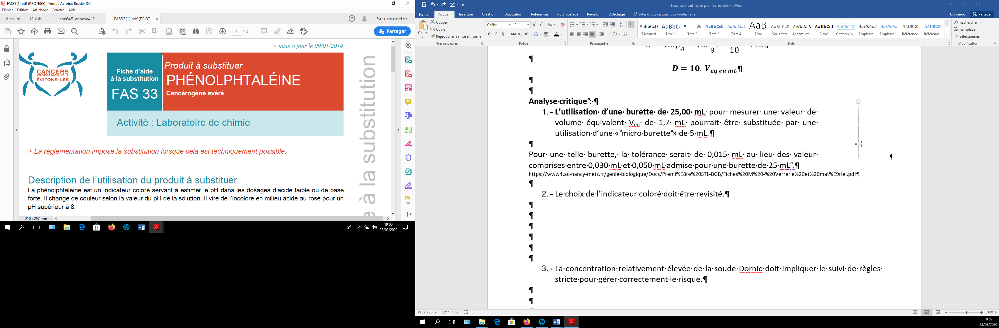 FAS33(1).pdf (PROTEGE) - Adobe Acrobat Reader DC
Fichier Edition Affichage Fenêtre Aide
Accueil Outils spe645_annexe4_2... FAS33(1).pdf (PROT... × Se connecter
1 / 2 Partager
> mise à jour le 09/01/2014
CANCERS
PROFESSIONNELS
ÉVITONS-LES
Fiche d'aide
à la substitution
FAS 33
Produit à substituer
PHÉNOLPHTALÉINE
Cancérogène avéré
Activité : Laboratoire de chimie
e à la substitution
> La réglementation impose la substitution lorsque cela est techniquement possible.
Description de l'utilisation du produit à substituer
La phénolphtaléine est un indicateur coloré servant à estimer le pH dans les dosages d'acide faible ou de base
forte. Il change de couleur selon la valeur du pH de la solution. Il vire de l'incolore en milieu acide au rose pour un
pH supérieur à 8.
210 x 297 mm
19:00
23/03/2020
Fraicheur-Lait_fiche_prof_V2_eb.docx - Word
Fichier Accueil Insertion Création Disposition Références Publipostage Révision Affichage Dites-nous ce que vous voulez faire. Connexion Partager
Coller
Couper
Copier
Reproduire la mise en forme
Presse-papiers
Calibri 12
G I S abc x₂ x²
Police
Paragraphe
AaBbCcD AaBbC AaBbCcD AaBbCcD AaB AaBbCcD AaBbCcD AaBbCcl AaBbCcD AaBbCcD AaBbCcD AABBCCE AABBCCE
¶ Normal Titre 1 Titre 2 Titre 3 Titre 4 Titre Sous-titre Accentuat... Élevé Citation in... Emphase... Emphase i... Référence... Référence...
Style
Rechercher
Remplacer
Sélectionner
Modification
¶
D = 10. V eq en mL¶
¶
¶
Analyse·critique°:·¶
1.→ L'utilisation· d'une· burette· de· 25,00· mL· pour· mesurer· une· valeur· de·
volume· équivalent· Veq· de· 1,7· mL· pourrait· être· substituée· par· une·
utilisation·d'une·«°micro·burette°»·de·5·mL.¶
¶
Pour· une· telle· burette,· la· tolérance· serait· de· 0,015· mL· au· lieu· des· valeur·
comprises·entre·0,030·mL·et·0,050·mL·admise·pour·une·burette·de·25·mL°.¶
¶
https://www4.ac-nancy-metz.fr/genie-biologique/Docs/Premi%E8re%20STL-BGB/Fiches%20M%20-%20Verrerie%20et%20mat%E9riel.pdf¶
¶
2.→ Le·choix·de·l'indicateur·coloré·doit·être·revisité.¶
¶
¶
¶
¶
¶
¶
3.→ La·concentration·relativement·élevée·de·la·soude·Dornic·doit·impliquer·le·suivi·de·règles·
stricte·pour·gérer·correctement·le·risque.¶
¶
¶
Page 5 sur 9 2211 mots 180 %
18:59
23/03/2020